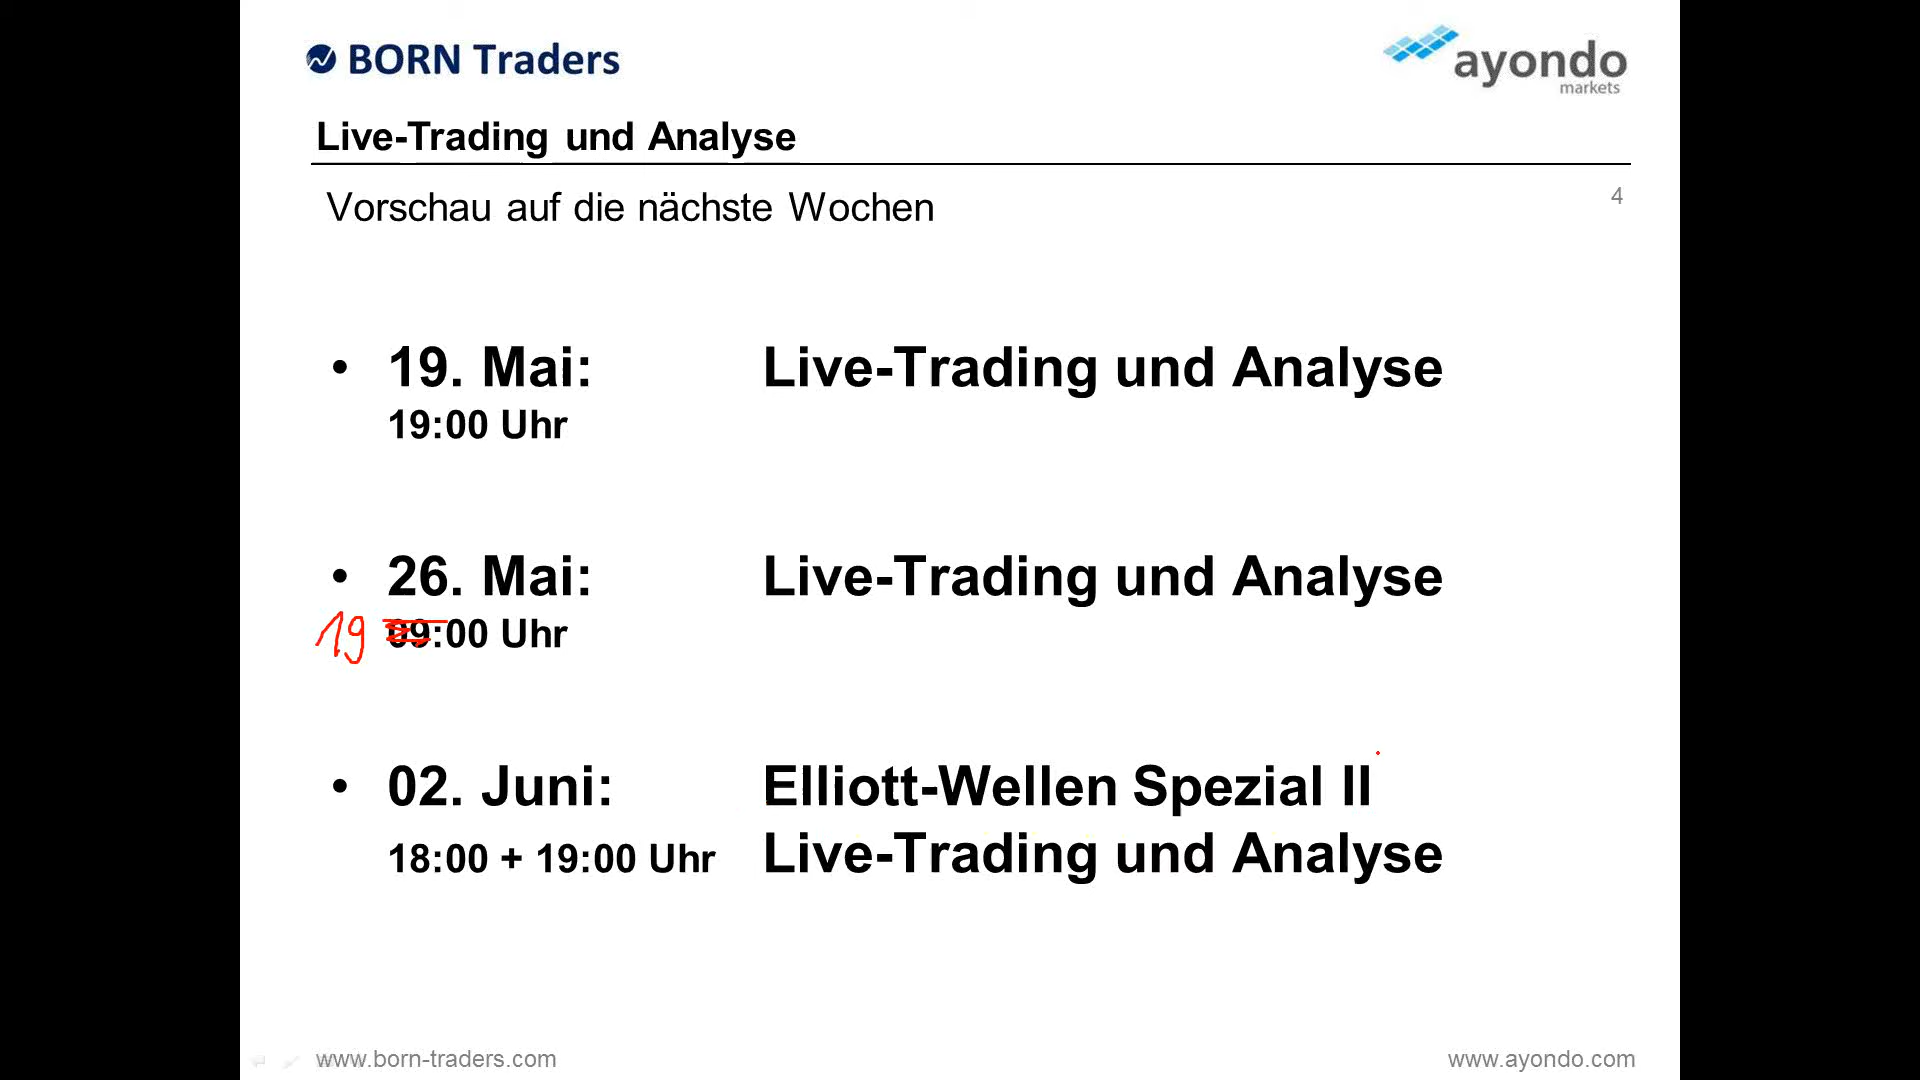 BORN Traders
ayondo
markets
Live-Trading und Analyse
Vorschau auf die nächste Wochen
4
• 19. Mai: Live-Trading und Analyse
19:00 Uhr
• 26. Mai: Live-Trading und Analyse
19 09:00 Uhr
• 02. Juni: Elliott-Wellen Spezial II
18:00 + 19:00 Uhr Live-Trading und Analyse
www.born-traders.com
www.ayondo.com